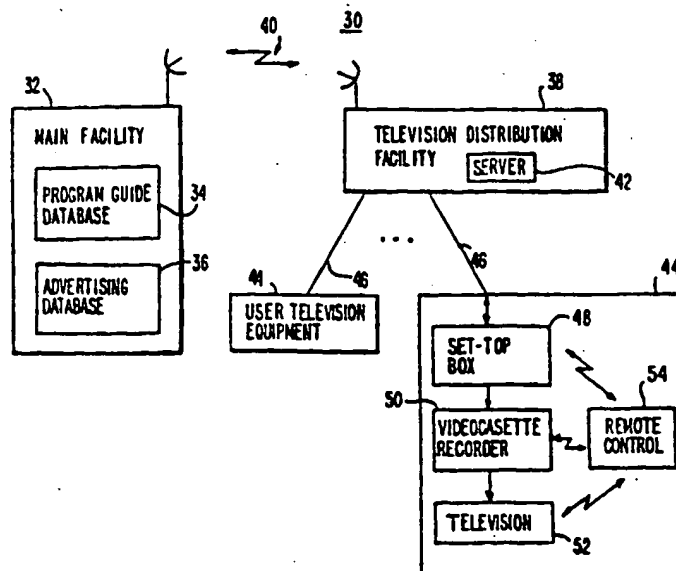 30
40
32
38
MAIN FACILITY
TELEVISION DISTRIBUTION
FACILITY
SERVER
42
PROGRAM GUIDE
DATABASE
34
36
ADVERTISING
DATABASE
...
44
46
46
44
USER TELEVISION
EQUIPMENT
SET-TOP
BOX
48
50
54
VIDEOCASETTE
RECORDER
REMOTE
CONTROL
TELEVISION
52